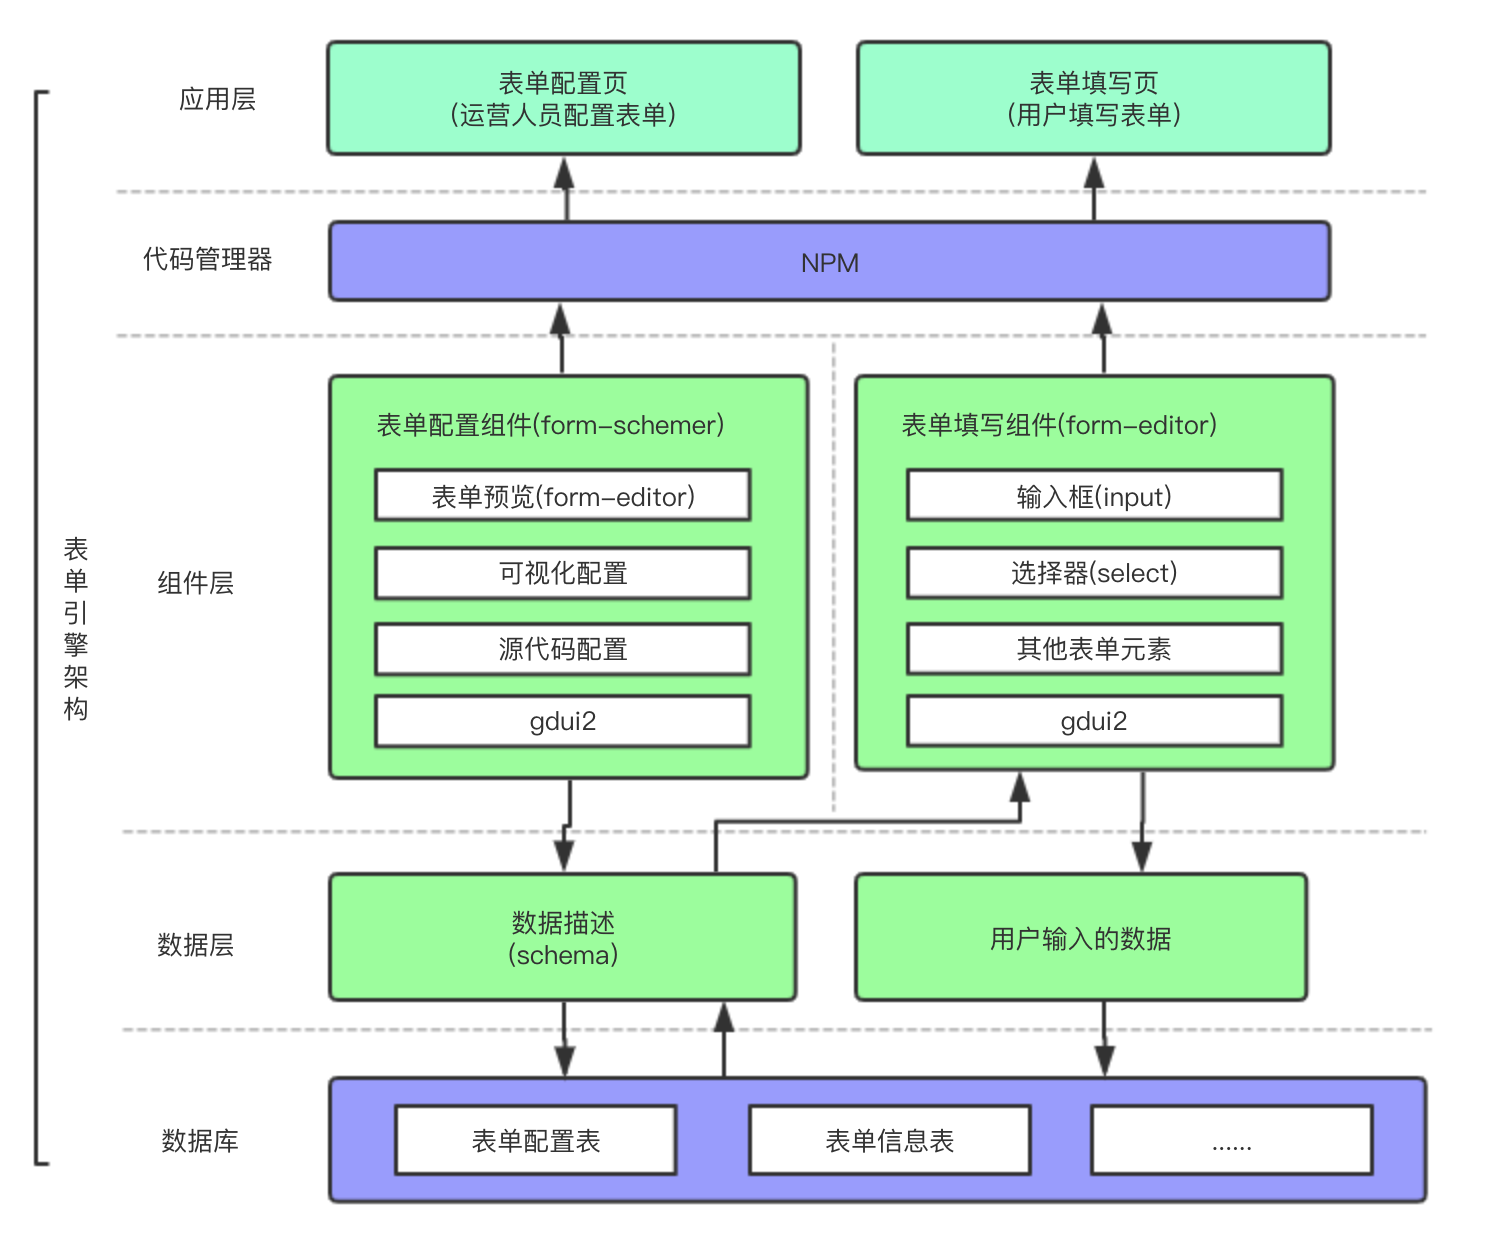 表单引擎架构
应用层
表单配置页
(运营人员配置表单)
表单填写页
(用户填写表单)
代码管理器
NPM
组件层
表单配置组件(form-schemer)
表单预览(form-editor)
可视化配置
源代码配置
gdui2
表单填写组件(form-editor)
输入框(input)
选择器(select)
其他表单元素
gdui2
数据层
数据描述
(schema)
用户输入的数据
数据库
表单配置表
表单信息表
......